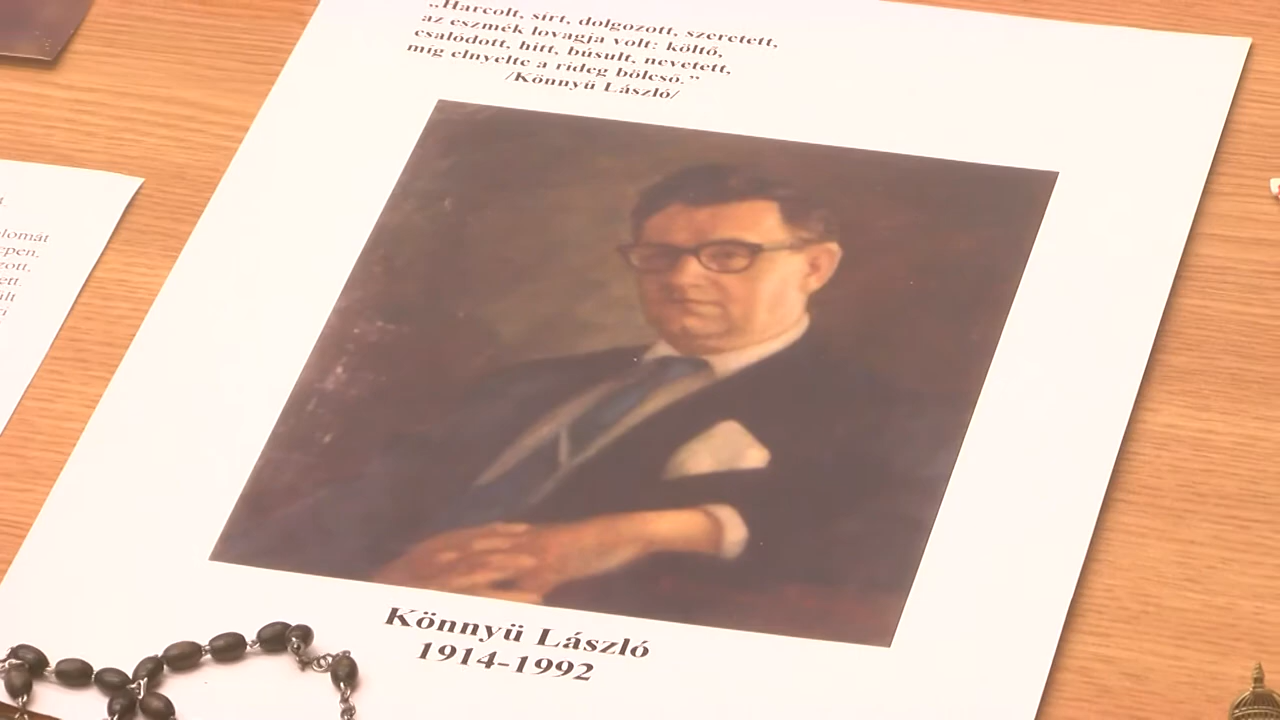 „Harcolt, sírt, dolgozott, szeretett,
az eszmék lovagja volt: költő,
csalódott, hitt, búsult, nevetett,
míg elnyelte a rideg bölcső.”
/Könnyü László/
Könnyü László
1914-1992